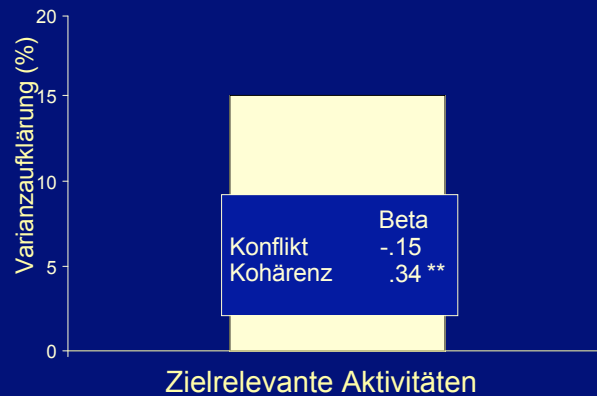 Varianzaufklärung (%)
20
15
10
5
0
Beta
Konflikt -.15
Kohärenz .34 **
Zielrelevante Aktivitäten